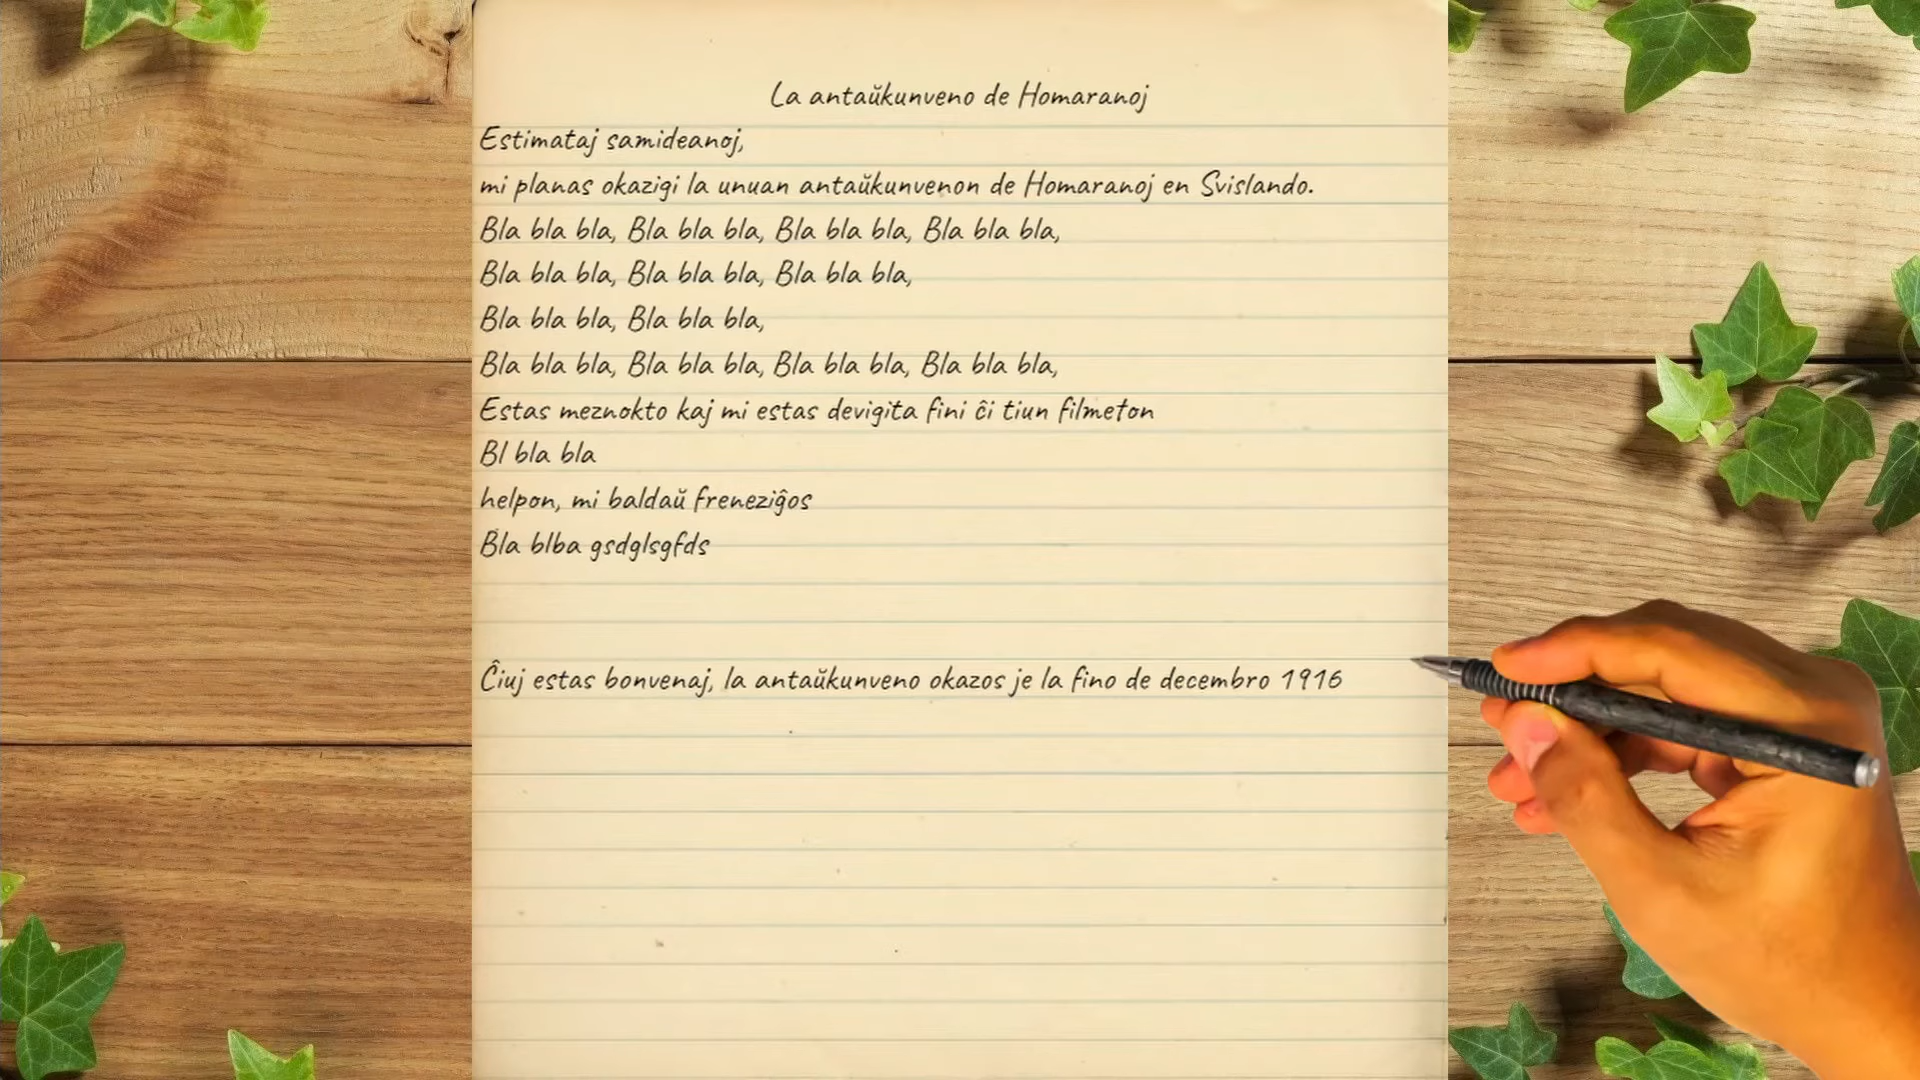 La antaŭkunveno de Homaranoj
Estimataj samideanoj,
mi planas okazigi la unuan antaŭkunvenon de Homaranoj en Svislando.
Bla bla bla, Bla bla bla, Bla bla bla, Bla bla bla,
Bla bla bla, Bla bla bla, Bla bla bla,
Bla bla bla, Bla bla bla,
Bla bla bla, Bla bla bla, Bla bla bla, Bla bla bla,
Estas meznokto kaj mi estas devigita fini ĉi tiun filmeton
Bl bla bla
helpon, mi baldaŭ freneziĝos
Bla blba gsdglsgfds
Ĉiuj estas bonvenaj, la antaŭkunveno okazos je la fino de decembro 1916